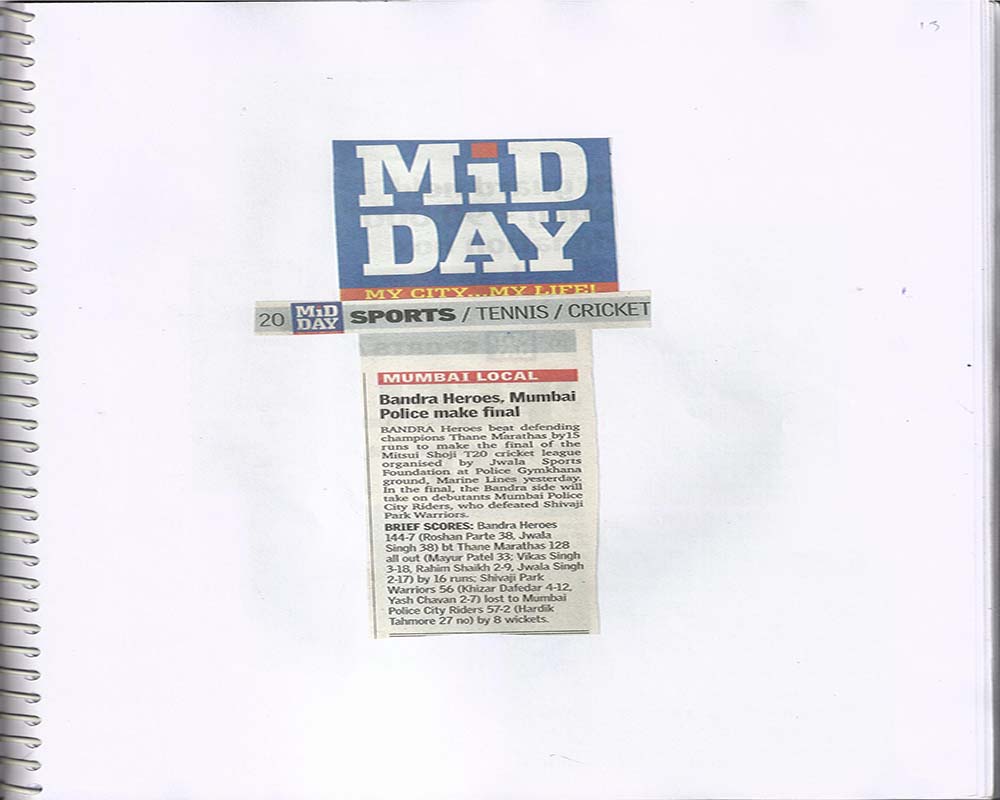 13
MiD
DAY
MY CITY...MY LIFE!
20 MiD DAY SPORTS / TENNIS / CRICKET
MUMBAI LOCAL
Bandra Heroes, Mumbai
Police make final
BANDRA Heroes beat defending
champions Thane Marathas by15
runs to make the final of the
Mitsui Shoji T20 cricket league
organised by Jwala Sports
Foundation at Police Gymkhana
ground, Marine Lines yesterday.
In the final, the Bandra side will
take on debutants Mumbai Police
City Riders, who defeated Shivaji
Park Warriors.
BRIEF SCORES: Bandra Heroes
144-7 (Roshan Parte 38, Jwala
Singh 38) bt Thane Marathas 128
all out (Mayur Patel 33; Vikas Singh
3-18, Rahim Shaikh 2-9, Jwala Singh
2-17) by 16 runs; Shivaji Park
Warriors 56 (Khizar Dafedar 4-12,
Yash Chavan 2-7) lost to Mumbai
Police City Riders 57-2 (Hardik
Tahmore 27 no) by 8 wickets.